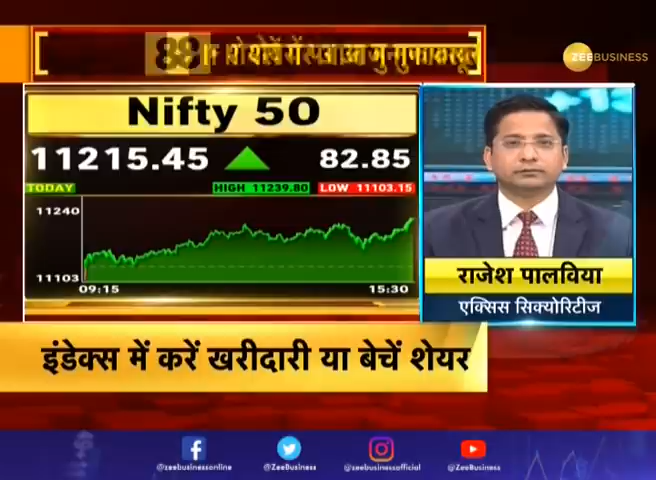 ZEEBUSINESS
Nifty 50
11215.45 82.85
TODAY HIGH 11239.80 LOW 11103.15
11240
11103
09:15 15:30
राजेश पालविया
एक्सिस सिक्योरिटीज
इंडेक्स में करें खरीदारी या बेचें शेयर
@zeebusinessonline @ZeeBusiness @zeebusinessofficial @ZeeBusiness